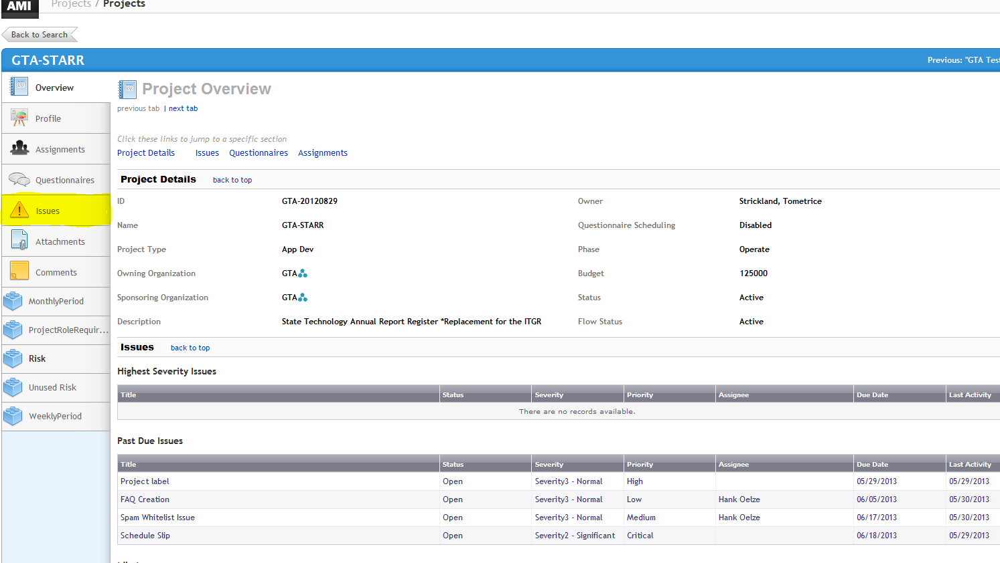 AMI Projects / Projects
Back to Search
GTA-STARR Previous: "GTA Test
Overview
Profile
Assignments
Questionnaires
Issues
Attachments
Comments
MonthlyPeriod
ProjectRoleRequir...
Risk
Unused Risk
WeeklyPeriod
Project Overview
previous tab | next tab
Click these links to jump to a specific section
Project Details Issues Questionnaires Assignments
Project Details back to top
ID GTA-20120829 Owner Strickland, Tometrice
Name GTA-STARR Questionnaire Scheduling Disabled
Project Type App Dev Phase Operate
Owning Organization GTA Budget 125000
Sponsoring Organization GTA Status Active
Description State Technology Annual Report Register *Replacement for the ITGR Flow Status Active
Issues back to top
Highest Severity Issues
Title Status Severity Priority Assignee Due Date Last Activity
There are no records available.
Past Due Issues
Title Status Severity Priority Assignee Due Date Last Activity
Project label Open Severity3 - Normal High 05/29/2013 05/29/2013
FAQ Creation Open Severity3 - Normal Low Hank Oelze 06/05/2013 05/30/2013
Spam Whitelist Issue Open Severity3 - Normal Medium Hank Oelze 06/17/2013 05/30/2013
Schedule Slip Open Severity2 - Significant Critical 06/18/2013 05/29/2013